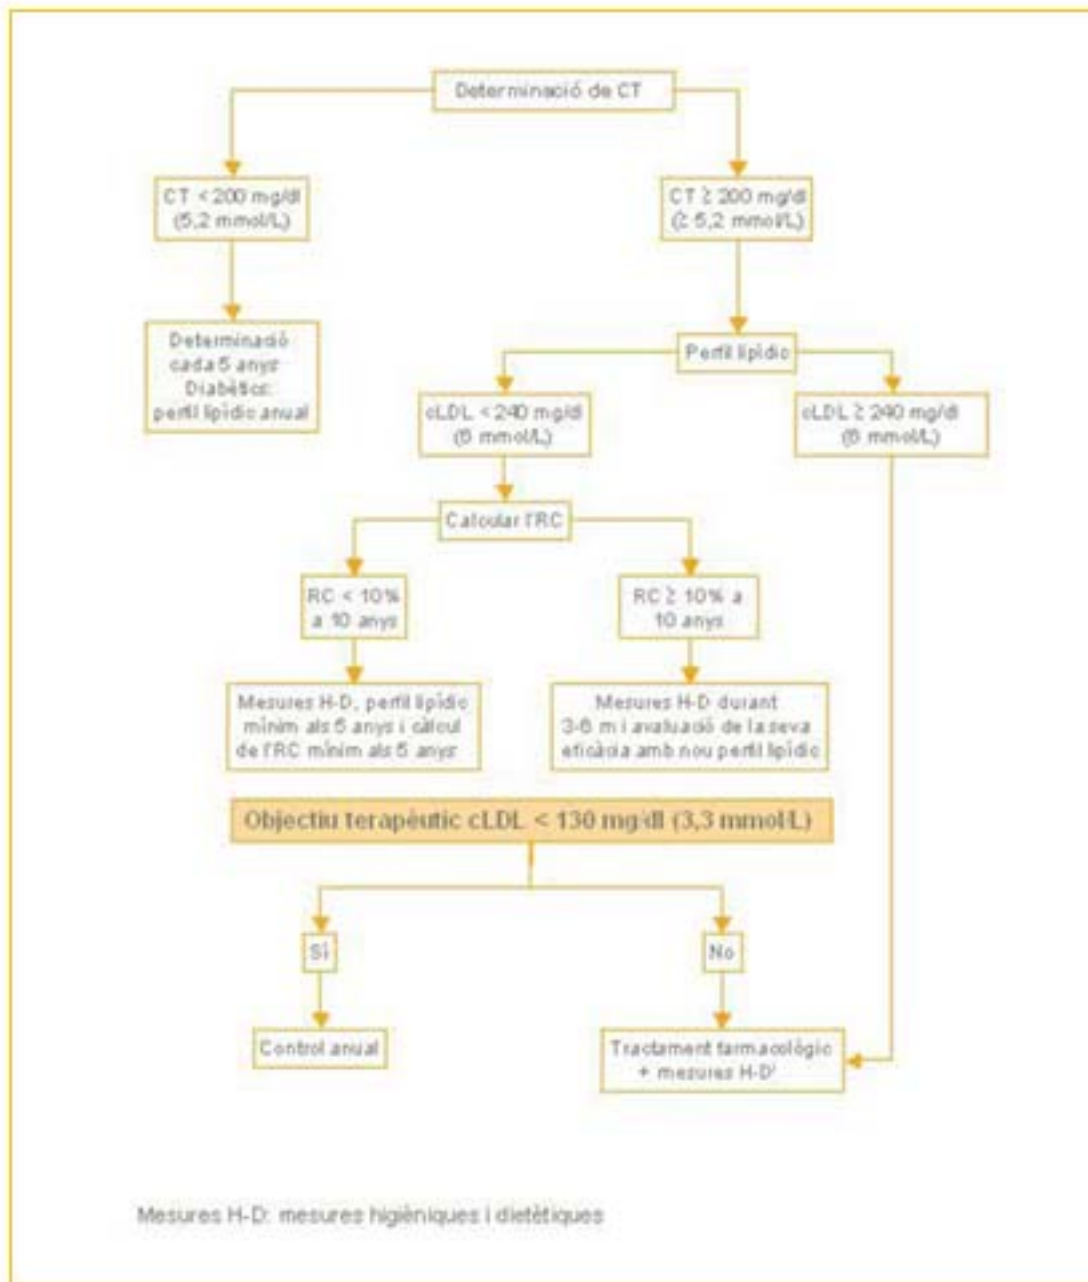 Determinació de CT
CT < 200 mg/dl
(5,2 mmol/L)
CT ≥ 200 mg/dl
(≥ 5,2 mmol/L)
Determinació
cada 5 anys
Diabètics:
perfil lipídic anual
Perfil lipídic
cLDL < 240 mg/dl
(6 mmol/L)
cLDL ≥ 240 mg/dl
(6 mmol/L)
Calcular l'RC
RC < 10%
a 10 anys
RC ≥ 10% a
10 anys
Mesures H-D, perfil lipídic
mínim als 5 anys i càlcul
de l'RC mínim als 5 anys
Mesures H-D durant
3-6 m i avaluació de la seva
eficàcia amb nou perfil lipídic
Objectiu terapèutic cLDL < 130 mg/dl (3,3 mmol/L)
Sí
No
Control anual
Tractament farmacològic
+ mesures H-D
Mesures H-D: mesures higièniques i dietètiques